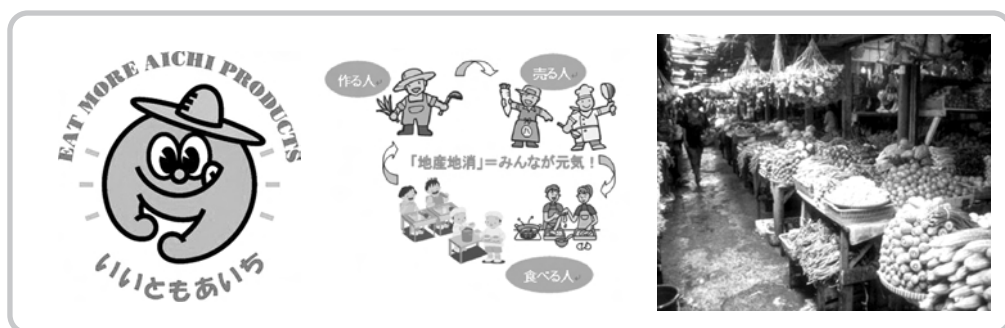 EAT MORE AICHI PRODUCTS
いいともあいち
作る人
売る人
「地産地消」=みんなが元気!
食べる人